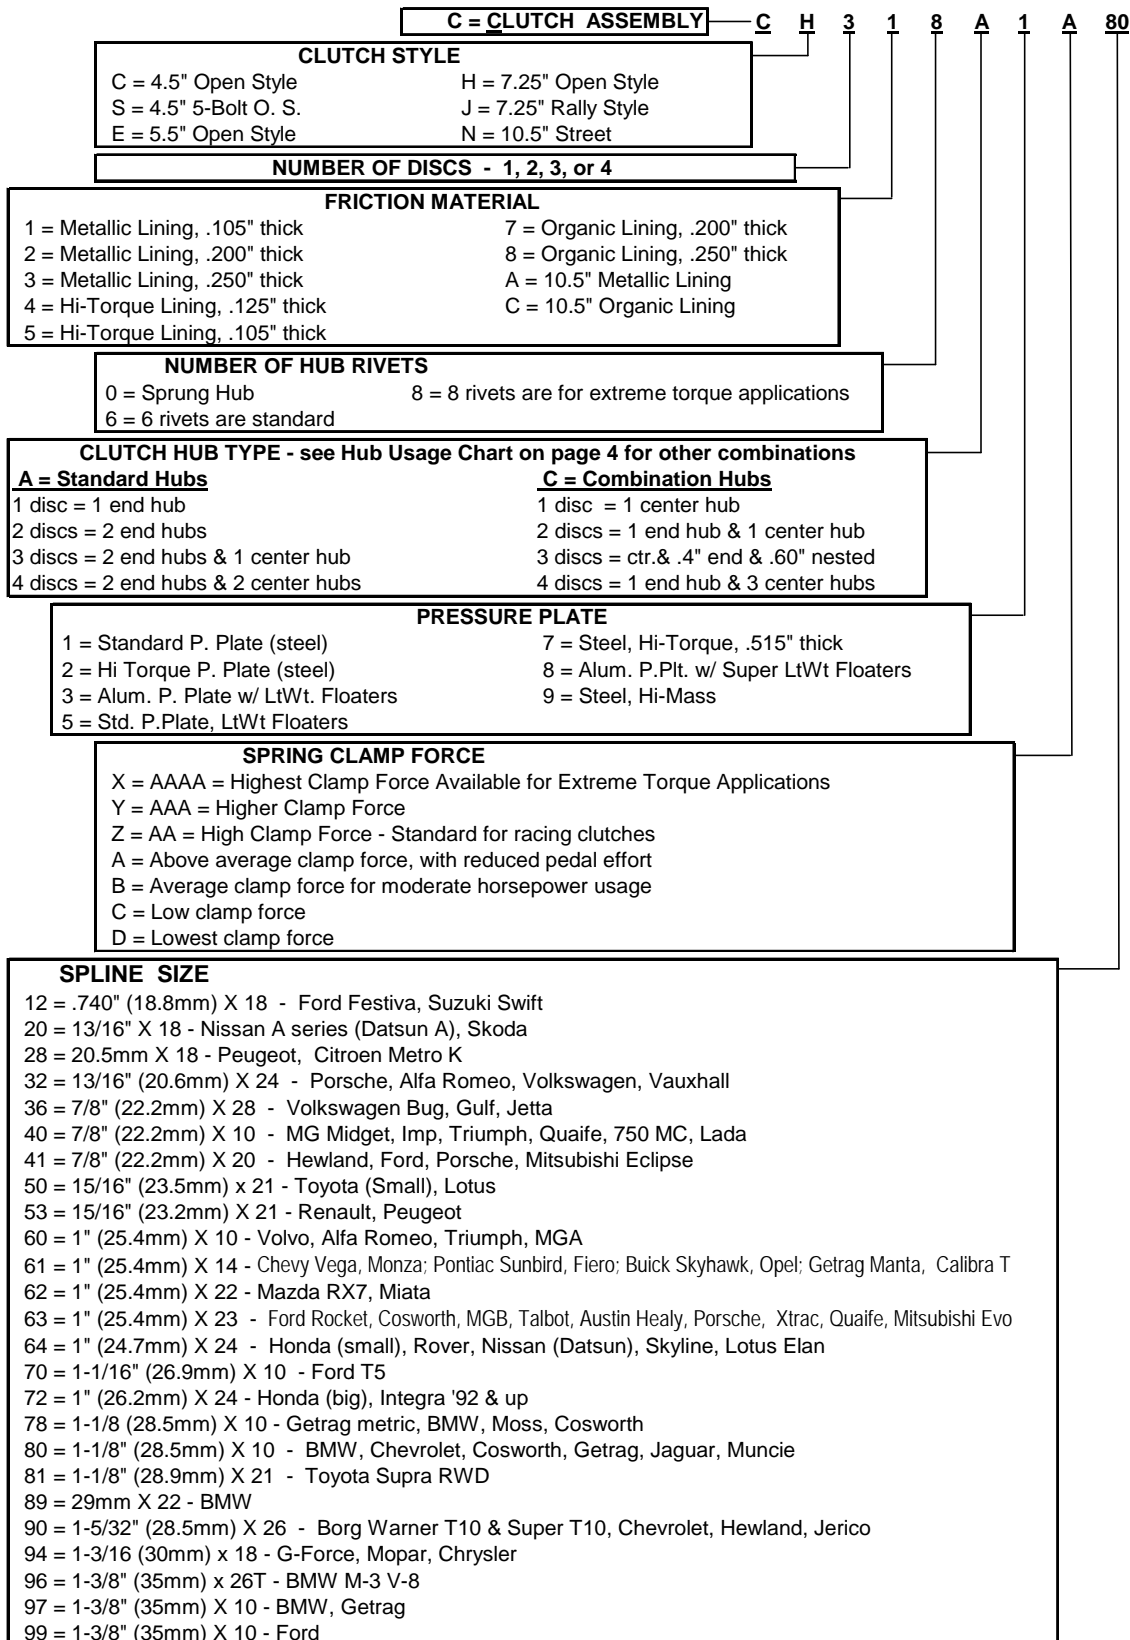 C = CLUTCH ASSEMBLY C H 3 1 8 A 1 A 80
CLUTCH STYLE
C = 4.5" Open Style H = 7.25" Open Style
S = 4.5" 5-Bolt O. S. J = 7.25" Rally Style
E = 5.5" Open Style N = 10.5" Street
NUMBER OF DISCS - 1, 2, 3, or 4
FRICTION MATERIAL
1 = Metallic Lining, .105" thick 7 = Organic Lining, .200" thick
2 = Metallic Lining, .200" thick 8 = Organic Lining, .250" thick
3 = Metallic Lining, .250" thick A = 10.5" Metallic Lining
4 = Hi-Torque Lining, .125" thick C = 10.5" Organic Lining
5 = Hi-Torque Lining, .105" thick
NUMBER OF HUB RIVETS
0 = Sprung Hub 8 = 8 rivets are for extreme torque applications
6 = 6 rivets are standard
CLUTCH HUB TYPE - see Hub Usage Chart on page 4 for other combinations
A = Standard Hubs C = Combination Hubs
1 disc = 1 end hub 1 disc = 1 center hub
2 discs = 2 end hubs 2 discs = 1 end hub & 1 center hub
3 discs = 2 end hubs & 1 center hub 3 discs = ctr.& .4" end & .60" nested
4 discs = 2 end hubs & 2 center hubs 4 discs = 1 end hub & 3 center hubs
PRESSURE PLATE
1 = Standard P. Plate (steel) 7 = Steel, Hi-Torque, .515" thick
2 = Hi Torque P. Plate (steel) 8 = Alum. P.Plt. w/ Super LtWt Floaters
3 = Alum. P. Plate w/ LtWt. Floaters 9 = Steel, Hi-Mass
5 = Std. P.Plate, LtWt Floaters
SPRING CLAMP FORCE
X = AAAA = Highest Clamp Force Available for Extreme Torque Applications
Y = AAA = Higher Clamp Force
Z = AA = High Clamp Force - Standard for racing clutches
A = Above average clamp force, with reduced pedal effort
B = Average clamp force for moderate horsepower usage
C = Low clamp force
D = Lowest clamp force
SPLINE SIZE
12 = .740" (18.8mm) X 18 - Ford Festiva, Suzuki Swift
20 = 13/16" X 18 - Nissan A series (Datsun A), Skoda
28 = 20.5mm X 18 - Peugeot, Citroen Metro K
32 = 13/16" (20.6mm) X 24 - Porsche, Alfa Romeo, Volkswagen, Vauxhall
36 = 7/8" (22.2mm) X 28 - Volkswagen Bug, Gulf, Jetta
40 = 7/8" (22.2mm) X 10 - MG Midget, Imp, Triumph, Quaife, 750 MC, Lada
41 = 7/8" (22.2mm) X 20 - Hewland, Ford, Porsche, Mitsubishi Eclipse
50 = 15/16" (23.5mm) x 21 - Toyota (Small), Lotus
53 = 15/16" (23.2mm) X 21 - Renault, Peugeot
60 = 1" (25.4mm) X 10 - Volvo, Alfa Romeo, Triumph, MGA
61 = 1" (25.4mm) X 14 - Chevy Vega, Monza; Pontiac Sunbird, Fiero; Buick Skyhawk, Opel; Getrag Manta, Calibra T
62 = 1" (25.4mm) X 22 - Mazda RX7, Miata
63 = 1" (25.4mm) X 23 - Ford Rocket, Cosworth, MGB, Talbot, Austin Healy, Porsche, Xtrac, Quaife, Mitsubishi Evo
64 = 1" (24.7mm) X 24 - Honda (small), Rover, Nissan (Datsun), Skyline, Lotus Elan
70 = 1-1/16" (26.9mm) X 10 - Ford T5
72 = 1" (26.2mm) X 24 - Honda (big), Integra '92 & up
78 = 1-1/8 (28.5mm) X 10 - Getrag metric, BMW, Moss, Cosworth
80 = 1-1/8" (28.5mm) X 10 - BMW, Chevrolet, Cosworth, Getrag, Jaguar, Muncie
81 = 1-1/8" (28.9mm) X 21 - Toyota Supra RWD
89 = 29mm X 22 - BMW
90 = 1-5/32" (28.5mm) X 26 - Borg Warner T10 & Super T10, Chevrolet, Hewland, Jerico
94 = 1-3/16 (30mm) x 18 - G-Force, Mopar, Chrysler
96 = 1-3/8" (35mm) x 26T - BMW M-3 V-8
97 = 1-3/8" (35mm) X 10 - BMW, Getrag
99 = 1-3/8" (35mm) X 10 - Ford